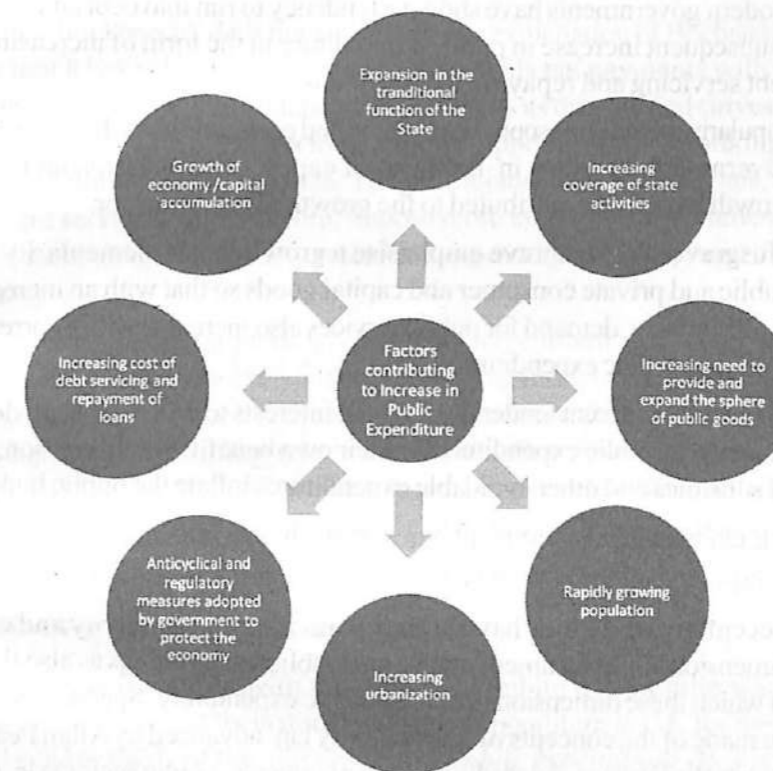 Expansion in the
tranditional
function of the
State
Growth of
economy /capital
accumulation
Increasing
coverage of state
activities
Increasing cost of
debt servicing and
repayment of
loans
Factors
contributing
to Increase in
Public
Expenditure
Increasing need to
provide and
expand the sphere
of public goods
Anticyclical and
regulatory
measures adopted
by government to
protect the
economy
Rapidly growing
population
Increasing
urbanization